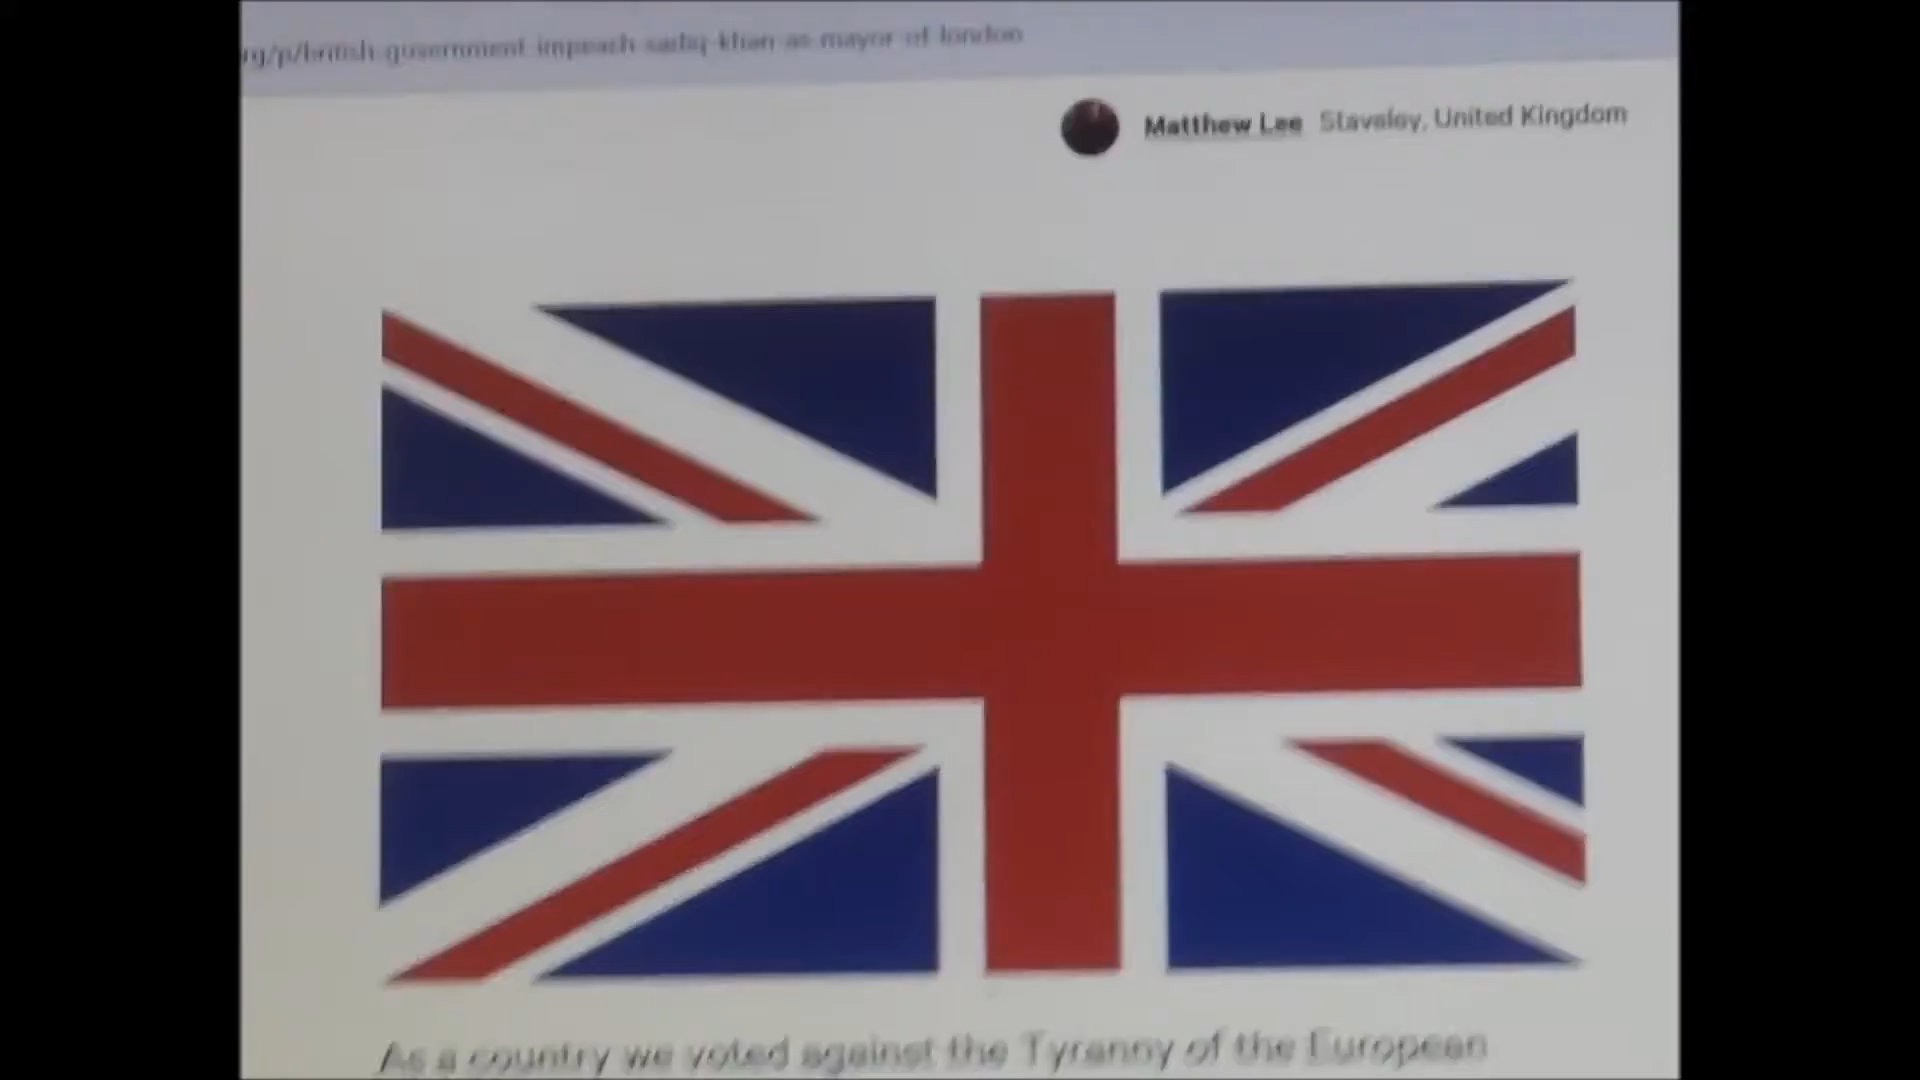 rg/p/british-government-impeach-sadiq-khan-as-mayor-of-london
Matthew Lee Staveley, United Kingdom
As a country we voted against the Tyranny of the European